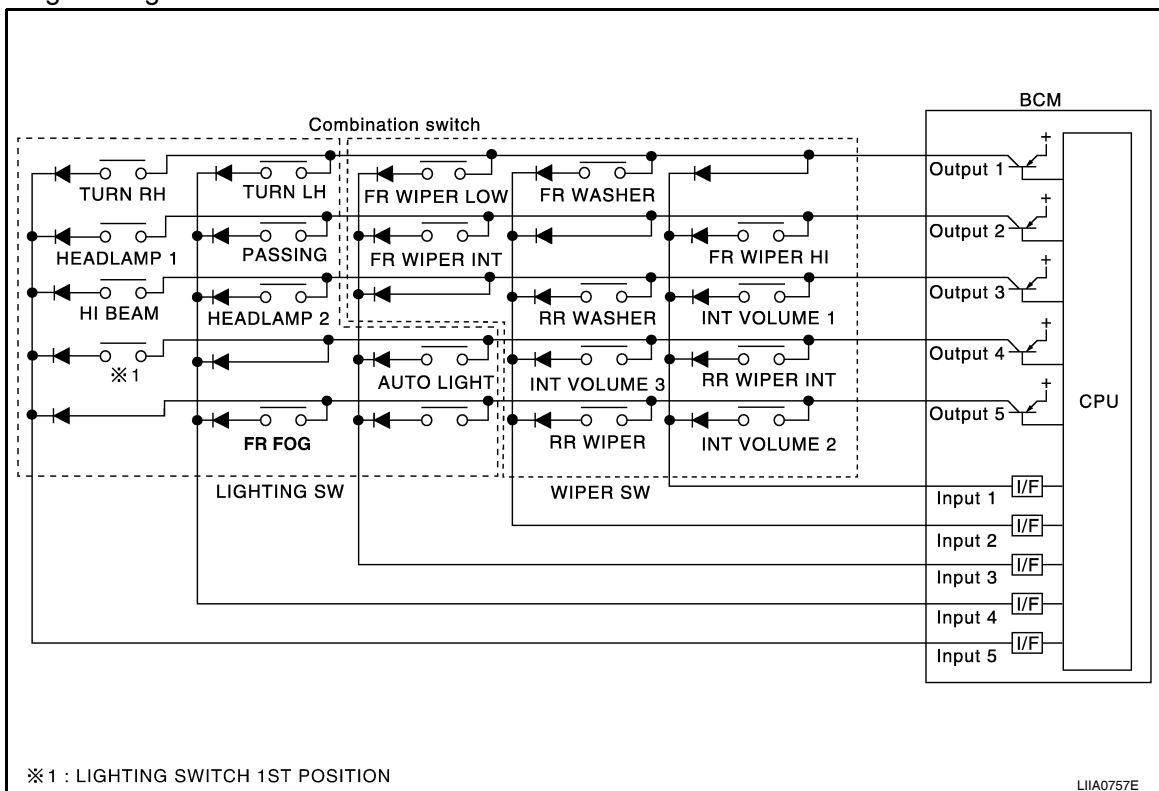 BCM
Combination switch
Output 1
+
TURN RH
TURN LH
FR WIPER LOW
FR WASHER
Output 2
+
HEADLAMP 1
PASSING
FR WIPER INT
FR WIPER HI
Output 3
+
HI BEAM
HEADLAMP 2
RR WASHER
INT VOLUME 1
Output 4
+
※1
AUTO LIGHT
INT VOLUME 3
RR WIPER INT
Output 5
+
CPU
FR FOG
RR WIPER
INT VOLUME 2
LIGHTING SW
WIPER SW
Input 1
I/F
Input 2
I/F
Input 3
I/F
Input 4
I/F
Input 5
I/F
※1 : LIGHTING SWITCH 1ST POSITION
LIIA0757E